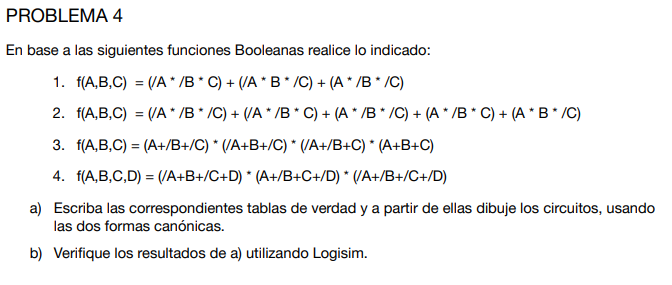 PROBLEMA 4
En base a las siguientes funciones Booleanas realice lo indicado:
1. f(A,B,C) = (/A * /B * C) + (/A * B * /C) + (A * /B * /C)
2. f(A,B,C) = (/A * /B * /C) + (/A * /B * C) + (A * /B * /C) + (A * /B * C) + (A * B * /C)
3. f(A,B,C) = (A+/B+/C) * (/A+B+/C) * (/A+/B+C) * (A+B+C)
4. f(A,B,C,D) = (/A+B+/C+D) * (A+/B+C+/D) * (/A+/B+/C+/D)
a) Escriba las correspondientes tablas de verdad y a partir de ellas dibuje los circuitos, usando
las dos formas canónicas.
b) Verifique los resultados de a) utilizando Logisim.